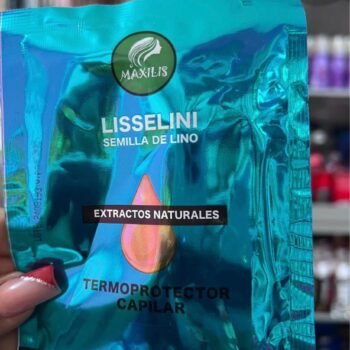 MAXILIS
LISSELINI
SEMILLA DE LINO
EXTRACTOS NATURALES
TERMOPROTECTOR
CAPILAR